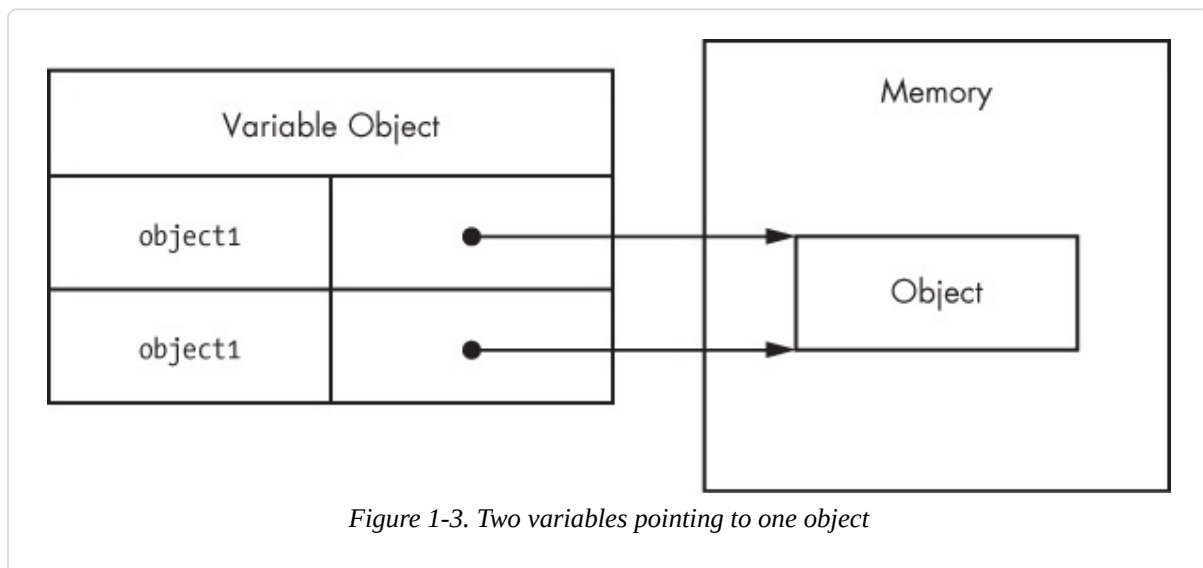 Variable Object
object1
object1
Memory
Object
Figure 1-3. Two variables pointing to one object